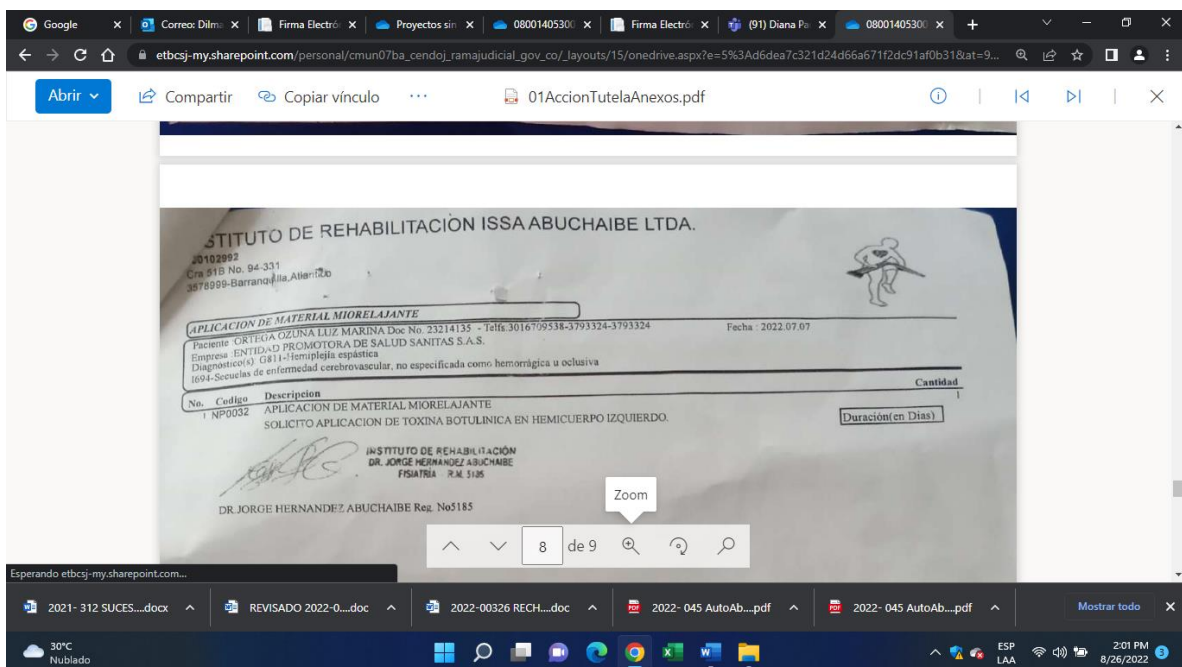 Google
Correo: Dilma
Firma Electró
Proyectos sin
08001405300
Firma Electró
(91) Diana Pa
08001405300
etbcsj-my.sharepoint.com/personal/cmun07ba_cendoj_ramajudicial_gov_co/_layouts/15/onedrive.aspx?e=5%3Ad6dea7c321d24d66a671f2dc91af0b31&at=9...
Abrir
Compartir
Copiar vínculo
...
01AccionTutelaAnexos.pdf
STITUTO DE REHABILITACION ISSA ABUCHAIBE LTDA.
Cra 51B No. 94-331
3578999-Barranquilla,Atlantico
APLICACION DE MATERIAL MIORELAJANTE
Paciente :ORTEGA OZUNA LUZ MARINA Doc No. 23214135 - Telfs.3016709538-3793324-3793324 Fecha : 2022.07.07
Empresa :ENTIDAD PROMOTORA DE SALUD SANITAS S.A.S.
Diagnostico(s): G811-Hemiplejía espástica
I694-Secuelas de enfermedad cerebrovascular, no especificada como hemorrágica u oclusiva
No. Codigo Descripcion Cantidad
1 NP0032 APLICACION DE MATERIAL MIORELAJANTE 1
SOLICITO APLICACION DE TOXINA BOTULINICA EN HEMICUERPO IZQUIERDO. Duración(en Dias)
INSTITUTO DE REHABILITACIÓN
DR. JORGE HERNANDEZ ABUCHAIBE
FISIATRÍA R.M. 5185
DR.JORGE HERNANDEZ ABUCHAIBE Reg. No5185
Zoom
8 de 9
Esperando etbcsj-my.sharepoint.com...
2021- 312 SUCES....docx
REVISADO 2022-0....doc
2022-00326 RECH....doc
2022- 045 AutoAb....pdf
2022- 045 AutoAb....pdf
Mostrar todo
30°C
Nublado
ESP
LAA
2:01 PM
8/26/2022
3